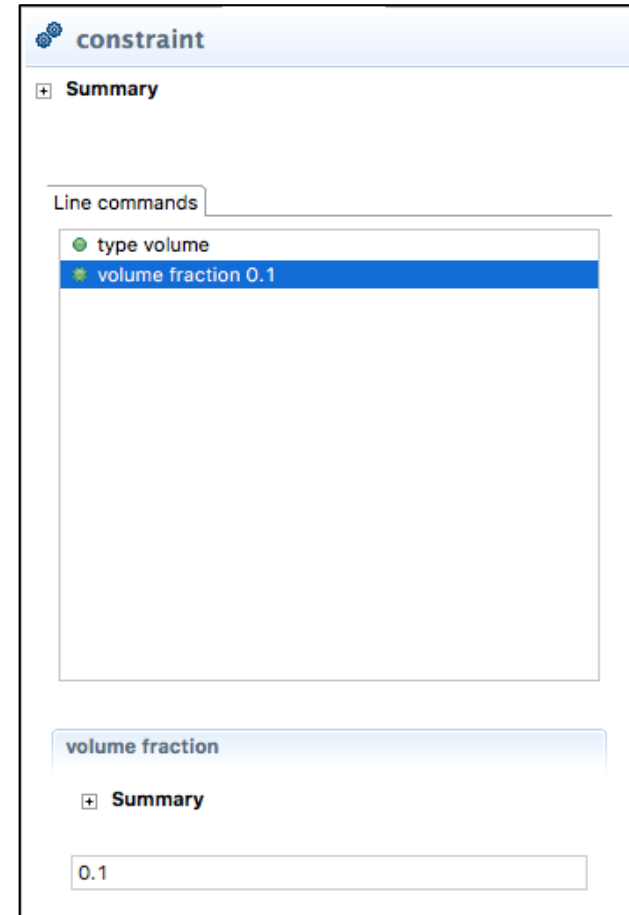 constraint
Summary
Line commands
type volume
volume fraction 0.1
volume fraction
Summary
0.1